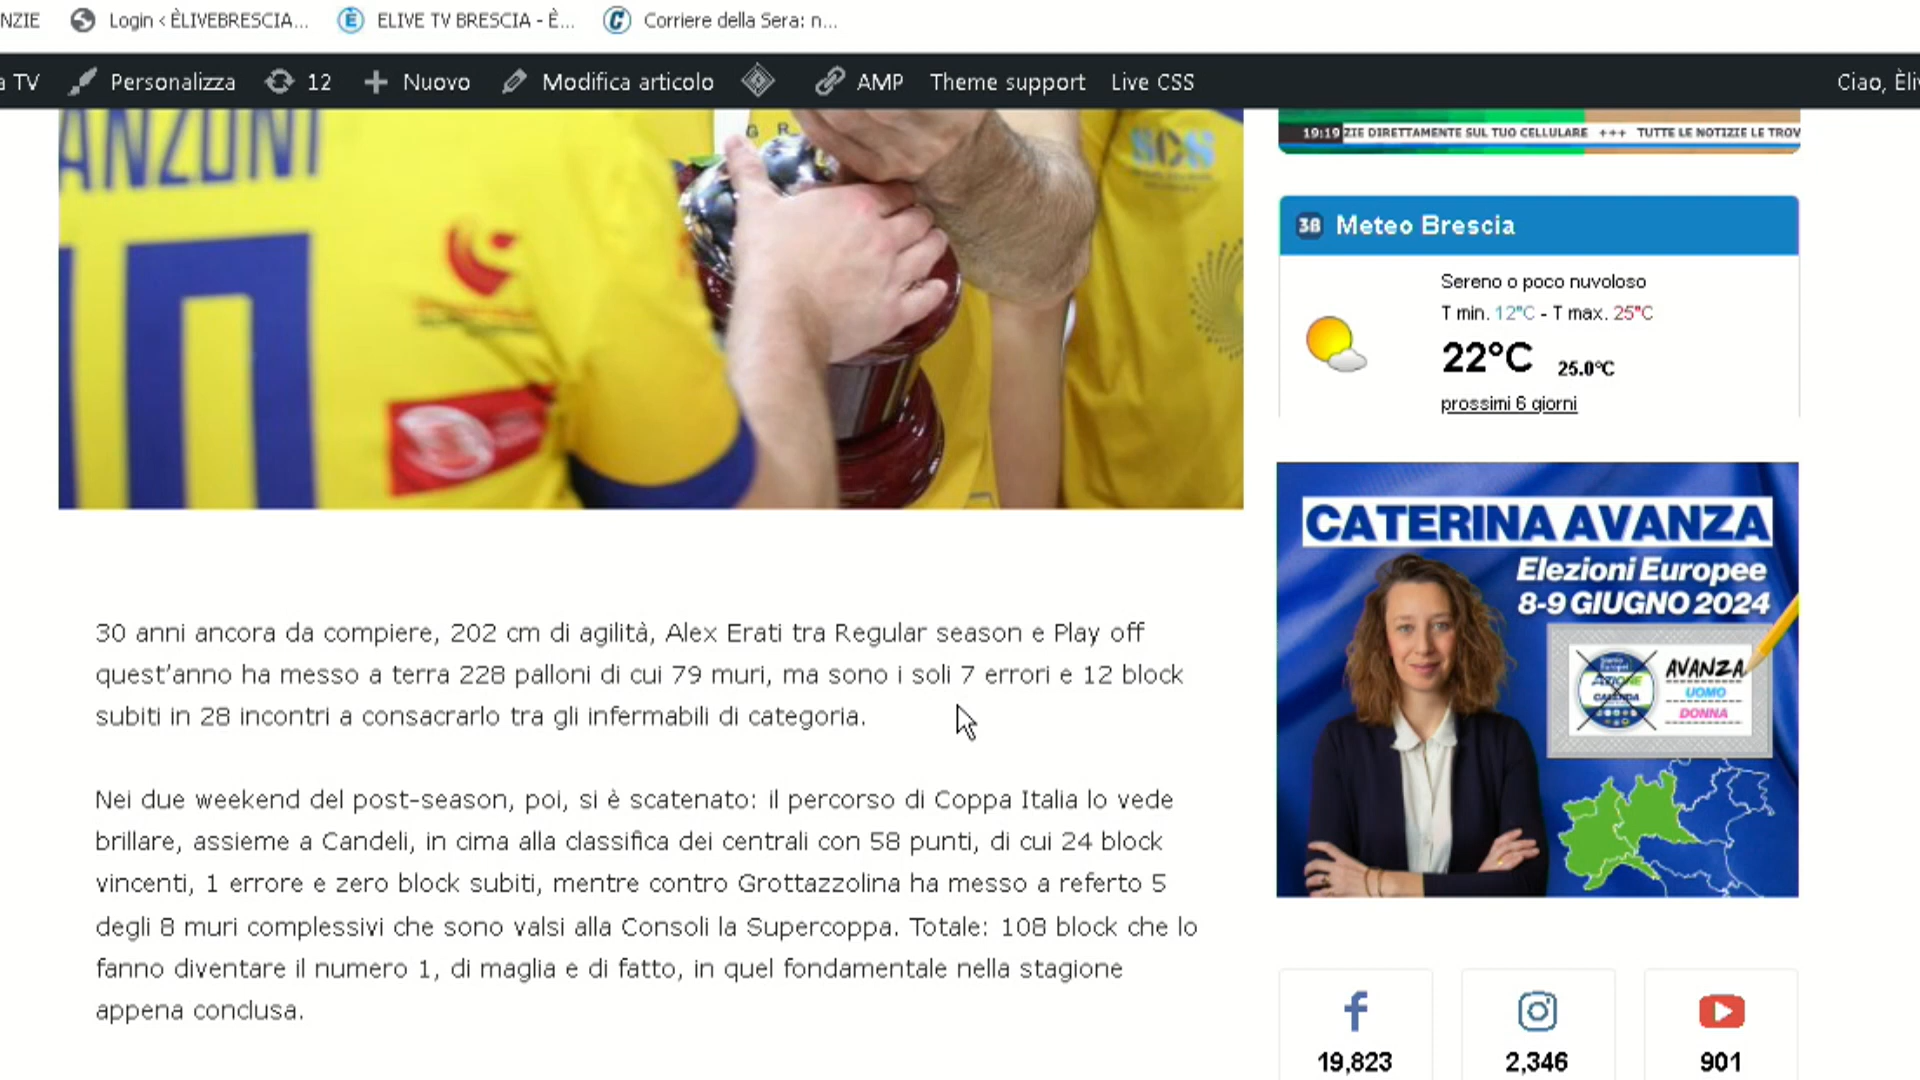 NZIE Login < ÈLIVEBRESCIA... ELIVE TV BRESCIA - È... Corriere della Sera: n...
a TV Personalizza 12 Nuovo Modifica articolo AMP Theme support Live CSS Ciao, Èli
ANZONI
10
G R
SCS
19:19 ZIE DIRETTAMENTE SUL TUO CELLULARE +++ TUTTE LE NOTIZIE LE TROV
3B Meteo Brescia
Sereno o poco nuvoloso
T min. 12°C - T max. 25°C
22°C 25.0°C
prossimi 6 giorni
CATERINA AVANZA
Elezioni Europee
8-9 GIUGNO 2024
AZIONE
CALENDA
AVANZA
UOMO
DONNA
30 anni ancora da compiere, 202 cm di agilità, Alex Erati tra Regular season e Play off
quest'anno ha messo a terra 228 palloni di cui 79 muri, ma sono i soli 7 errori e 12 block
subiti in 28 incontri a consacrarlo tra gli infermabili di categoria.
Nei due weekend del post-season, poi, si è scatenato: il percorso di Coppa Italia lo vede
brillare, assieme a Candeli, in cima alla classifica dei centrali con 58 punti, di cui 24 block
vincenti, 1 errore e zero block subiti, mentre contro Grottazzolina ha messo a referto 5
degli 8 muri complessivi che sono valsi alla Consoli la Supercoppa. Totale: 108 block che lo
fanno diventare il numero 1, di maglia e di fatto, in quel fondamentale nella stagione
appena conclusa.
19,823 2,346 901